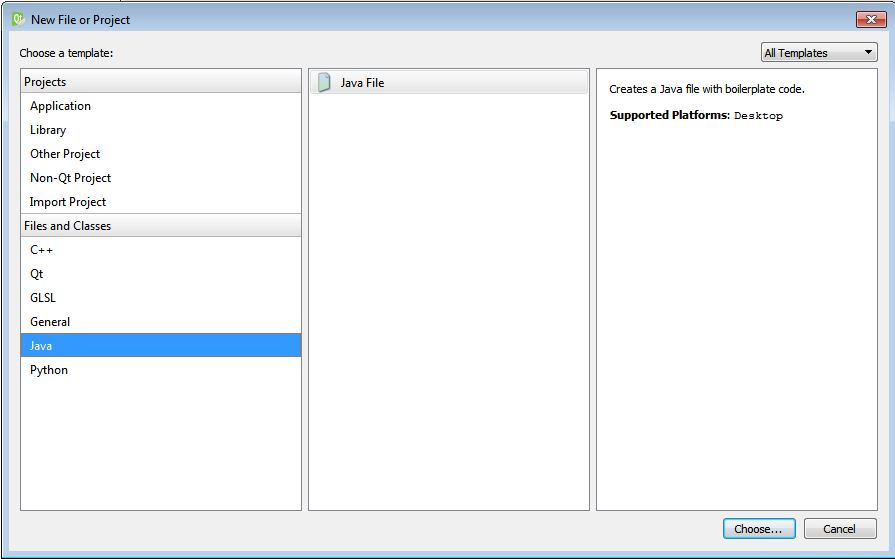 New File or Project
Choose a template:
All Templates
Projects
Application
Library
Other Project
Non-Qt Project
Import Project
Files and Classes
C++
Qt
GLSL
General
Java
Python
Java File
Creates a Java file with boilerplate code.
Supported Platforms: Desktop
Choose...
Cancel